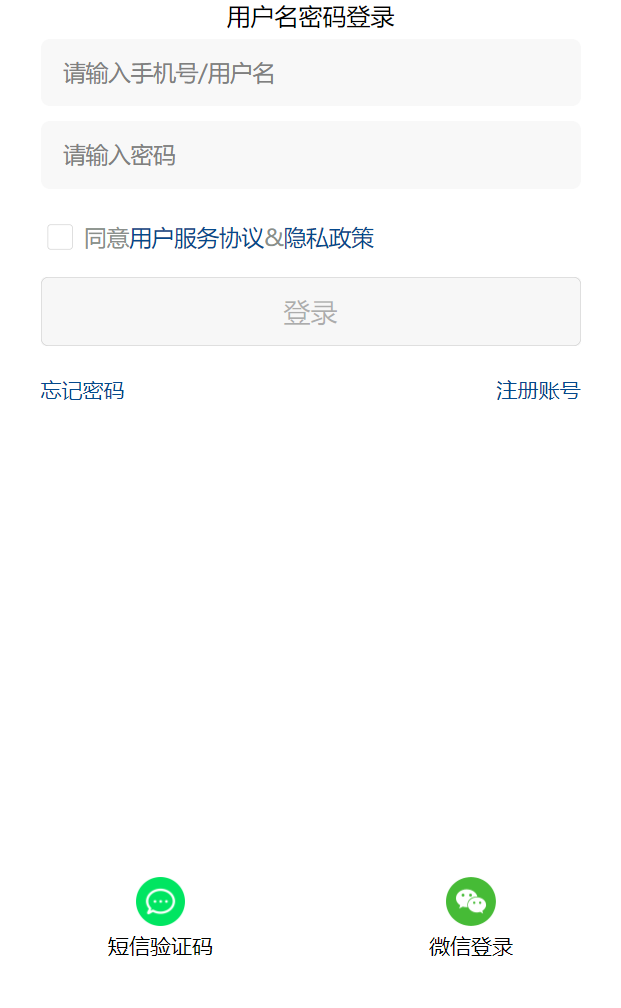 用户名密码登录
请输入手机号/用户名
请输入密码
同意用户服务协议&隐私政策
登录
忘记密码 注册账号
短信验证码 微信登录